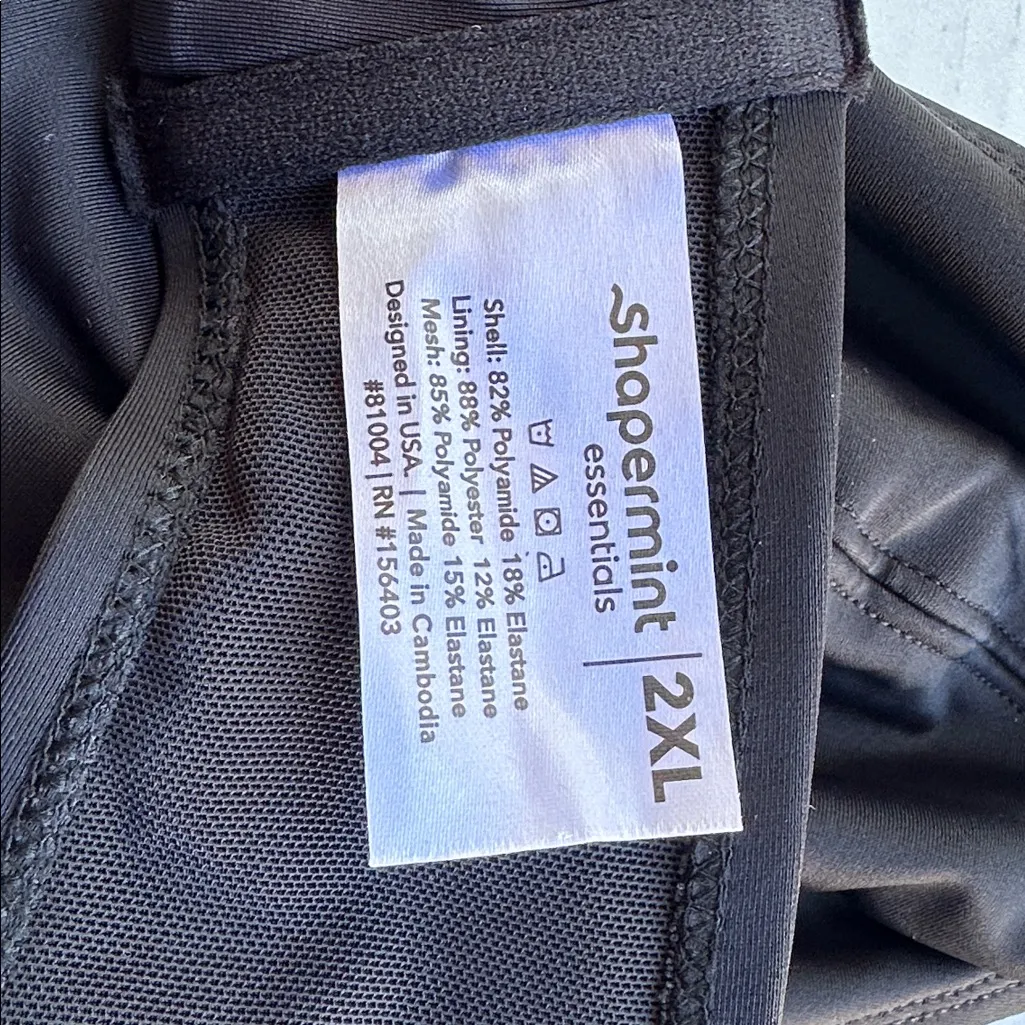 Shapermint | 2XL
essentials
Shell: 82% Polyamide 18% Elastane
Lining: 88% Polyester 12% Elastane
Mesh: 85% Polyamide 15% Elastane
Designed in USA. | Made in Cambodia
#81004 | RN #156403